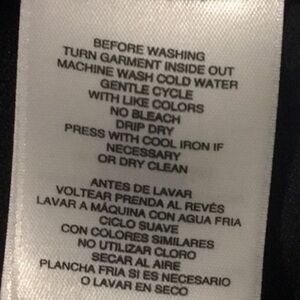 BEFORE WASHING
TURN GARMENT INSIDE OUT
MACHINE WASH COLD WATER
GENTLE CYCLE
WITH LIKE COLORS
NO BLEACH
DRIP DRY
PRESS WITH COOL IRON IF
NECESSARY
OR DRY CLEAN
ANTES DE LAVAR
VOLTEAR PRENDA AL REVÉS
LAVAR A MÁQUINA CON AGUA FRIA
CICLO SUAVE
CON COLORES SIMILARES
NO UTILIZAR CLORO
SECAR AL AIRE
PLANCHA FRIA SI ES NECESARIO
O LAVAR EN SECO